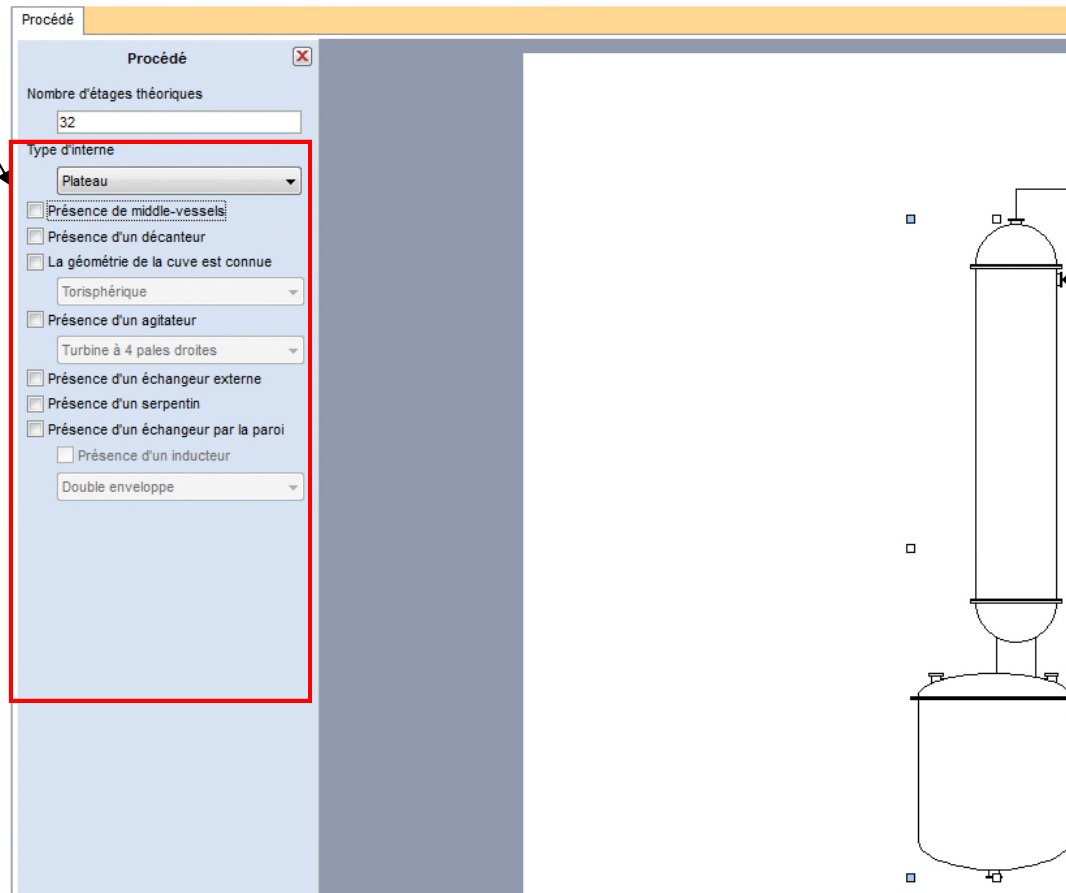 Procédé
Procédé
Nombre d'étages théoriques
32
Type d'interne
Plateau
Présence de middle-vessels
Présence d'un décanteur
La géométrie de la cuve est connue
Torisphérique
Présence d'un agitateur
Turbine à 4 pales droites
Présence d'un échangeur externe
Présence d'un serpentin
Présence d'un échangeur par la paroi
Présence d'un inducteur
Double enveloppe